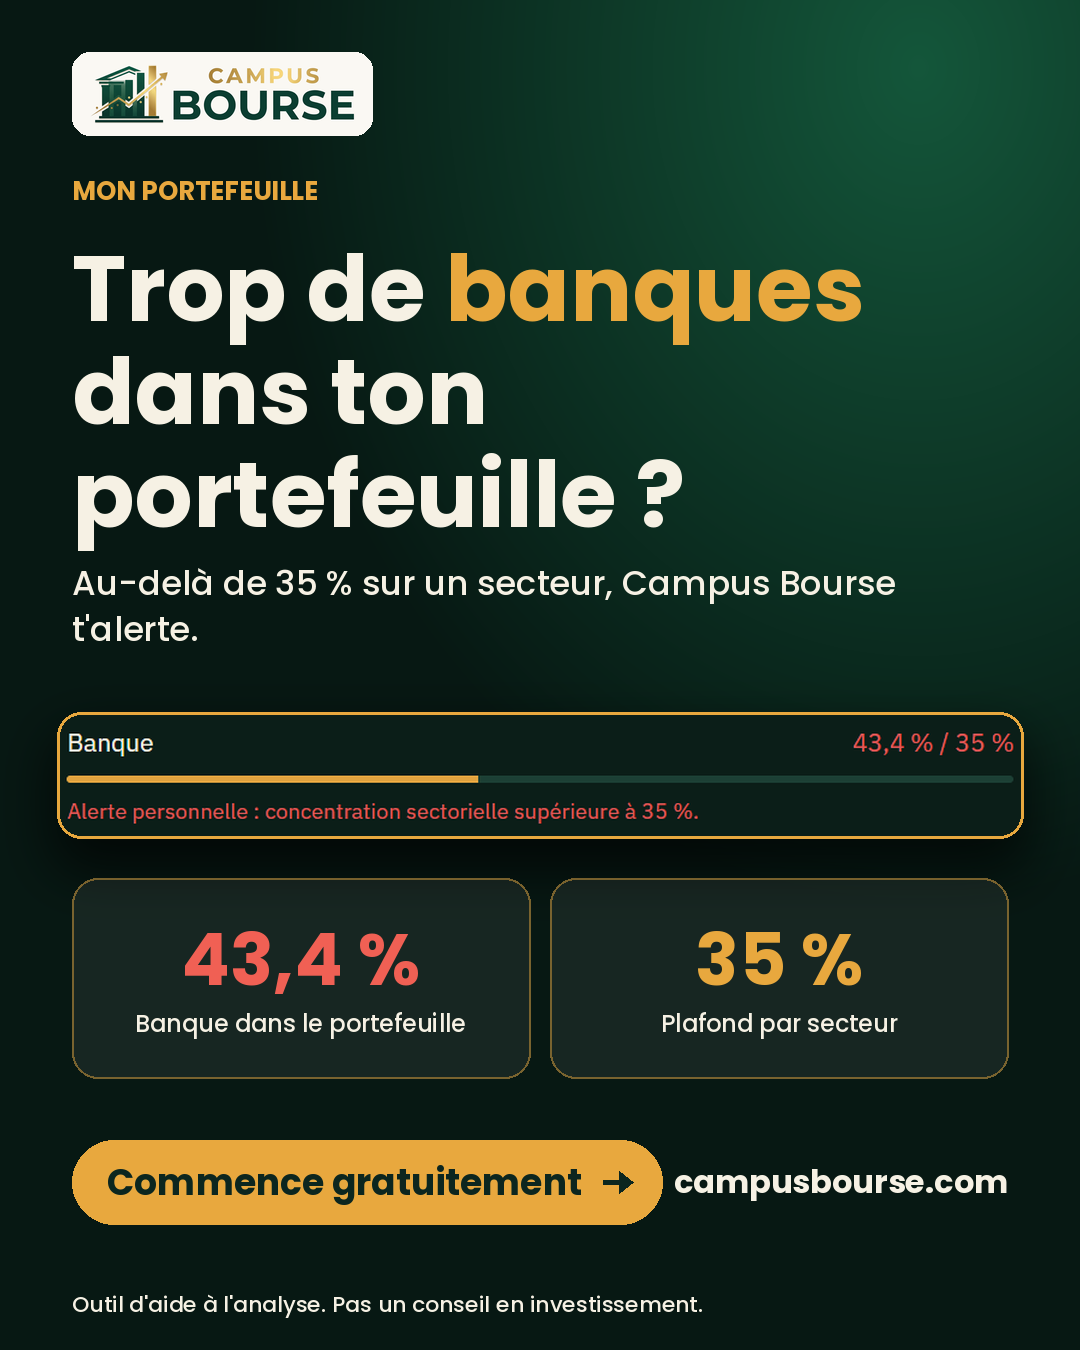 CAMPUS
BOURSE
MON PORTEFEUILLE
Trop de banques
dans ton
portefeuille ?
Au-delà de 35 % sur un secteur, Campus Bourse
t'alerte.
Banque 43,4 % / 35 %
Alerte personnelle : concentration sectorielle supérieure à 35 %.
43,4 %
Banque dans le portefeuille
35 %
Plafond par secteur
Commence gratuitement → campusbourse.com
Outil d'aide à l'analyse. Pas un conseil en investissement.